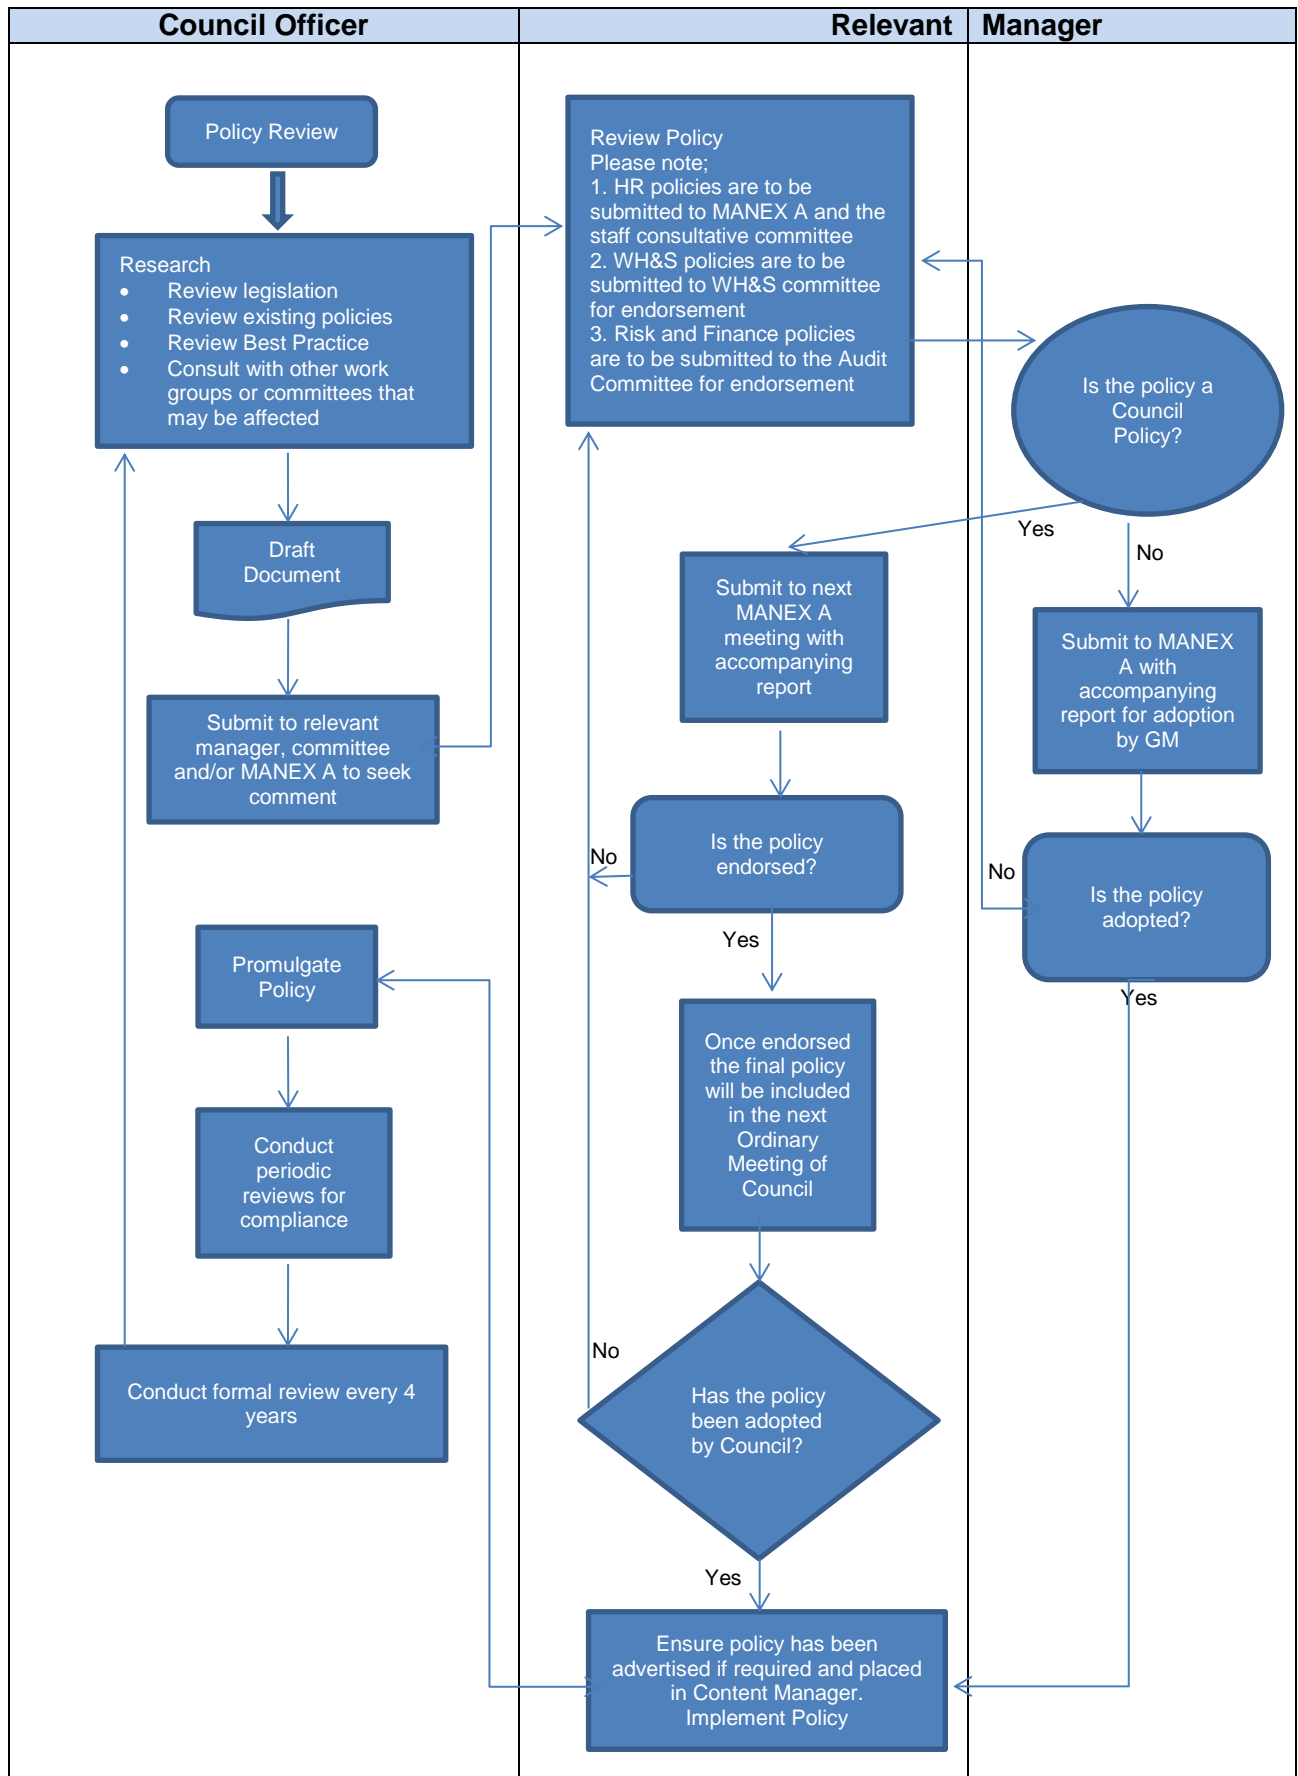 Council Officer
Relevant
Manager
Policy Review
Research
• Review legislation
• Review existing policies
• Review Best Practice
• Consult with other work
groups or committees that
may be affected
Draft
Document
Submit to relevant
manager, committee
and/or MANEX A to seek
comment
Promulgate
Policy
Conduct
periodic
reviews for
compliance
Conduct formal review every 4
years
Review Policy
Please note;
1. HR policies are to be
submitted to MANEX A and the
staff consultative committee
2. WH&S policies are to be
submitted to WH&S committee
for endorsement
3. Risk and Finance policies
are to be submitted to the Audit
Committee for endorsement
Is the policy a
Council
Policy?
Yes
No
Submit to next
MANEX A
meeting with
accompanying
report
Submit to MANEX
A with
accompanying
report for adoption
by GM
Is the policy
endorsed?
No
Yes
Is the policy
adopted?
No
Yes
Once endorsed
the final policy
will be included
in the next
Ordinary
Meeting of
Council
Has the policy
been adopted
by Council?
No
Yes
Ensure policy has been
advertised if required and placed
in Content Manager.
Implement Policy